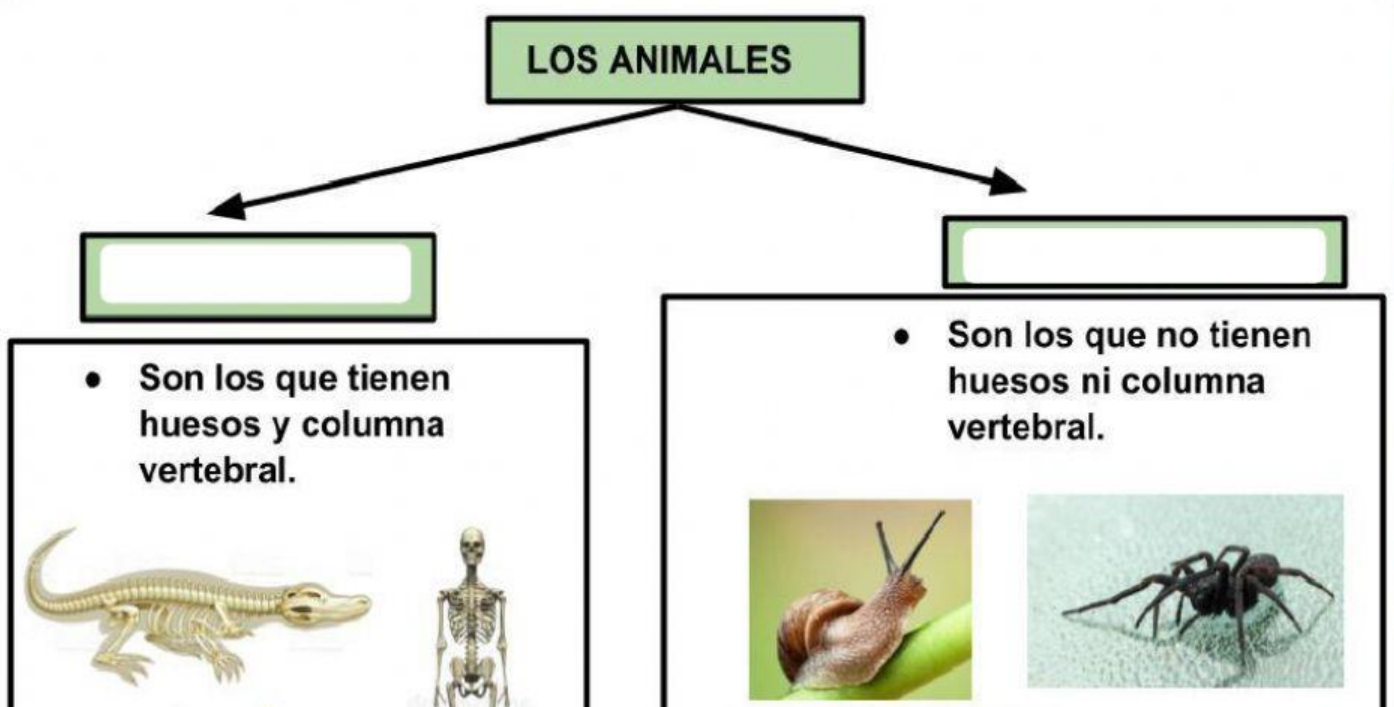 LOS ANIMALES
● Son los que tienen
huesos y columna
vertebral.
● Son los que no tienen
huesos ni columna
vertebral.